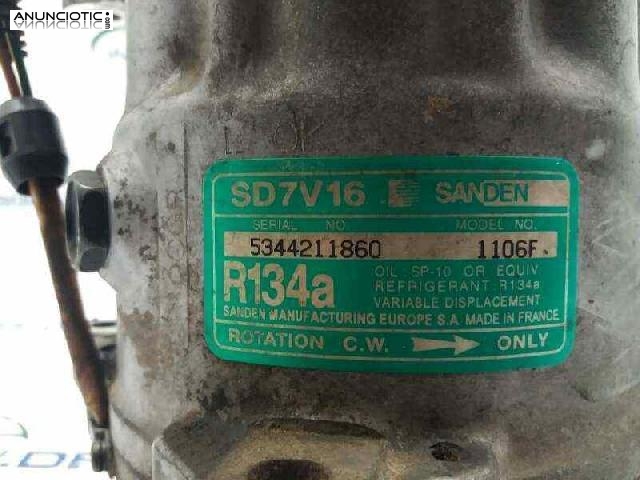 ANUNCIOTIC
SD7V16 SANDEN
SERIAL NO. MODEL NO.
5344211860 1106F
R134a
OIL: SP-10 OR EQUIV
REFRIGERANT: R134a
VARIABLE DISPLACEMENT
SANDEN MANUFACTURING EUROPE S.A. MADE IN FRANCE
ROTATION C.W. ONLY